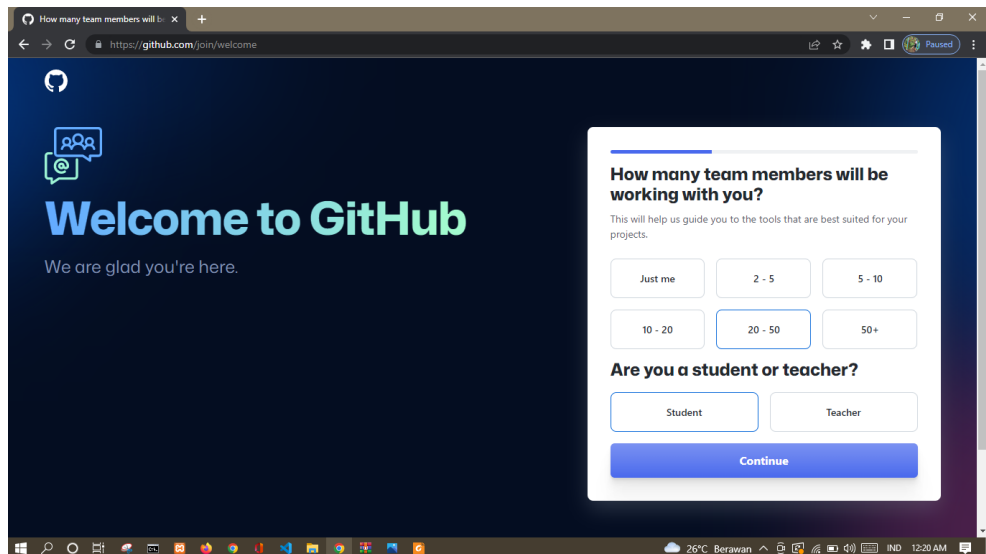 How many team members will be
https://github.com/join/welcome
Paused
Welcome to GitHub
We are glad you're here.
How many team members will be
working with you?
This will help us guide you to the tools that are best suited for your
projects.
Just me
2 - 5
5 - 10
10 - 20
20 - 50
50+
Are you a student or teacher?
Student
Teacher
Continue
26°C Berawan
IND
12:20 AM